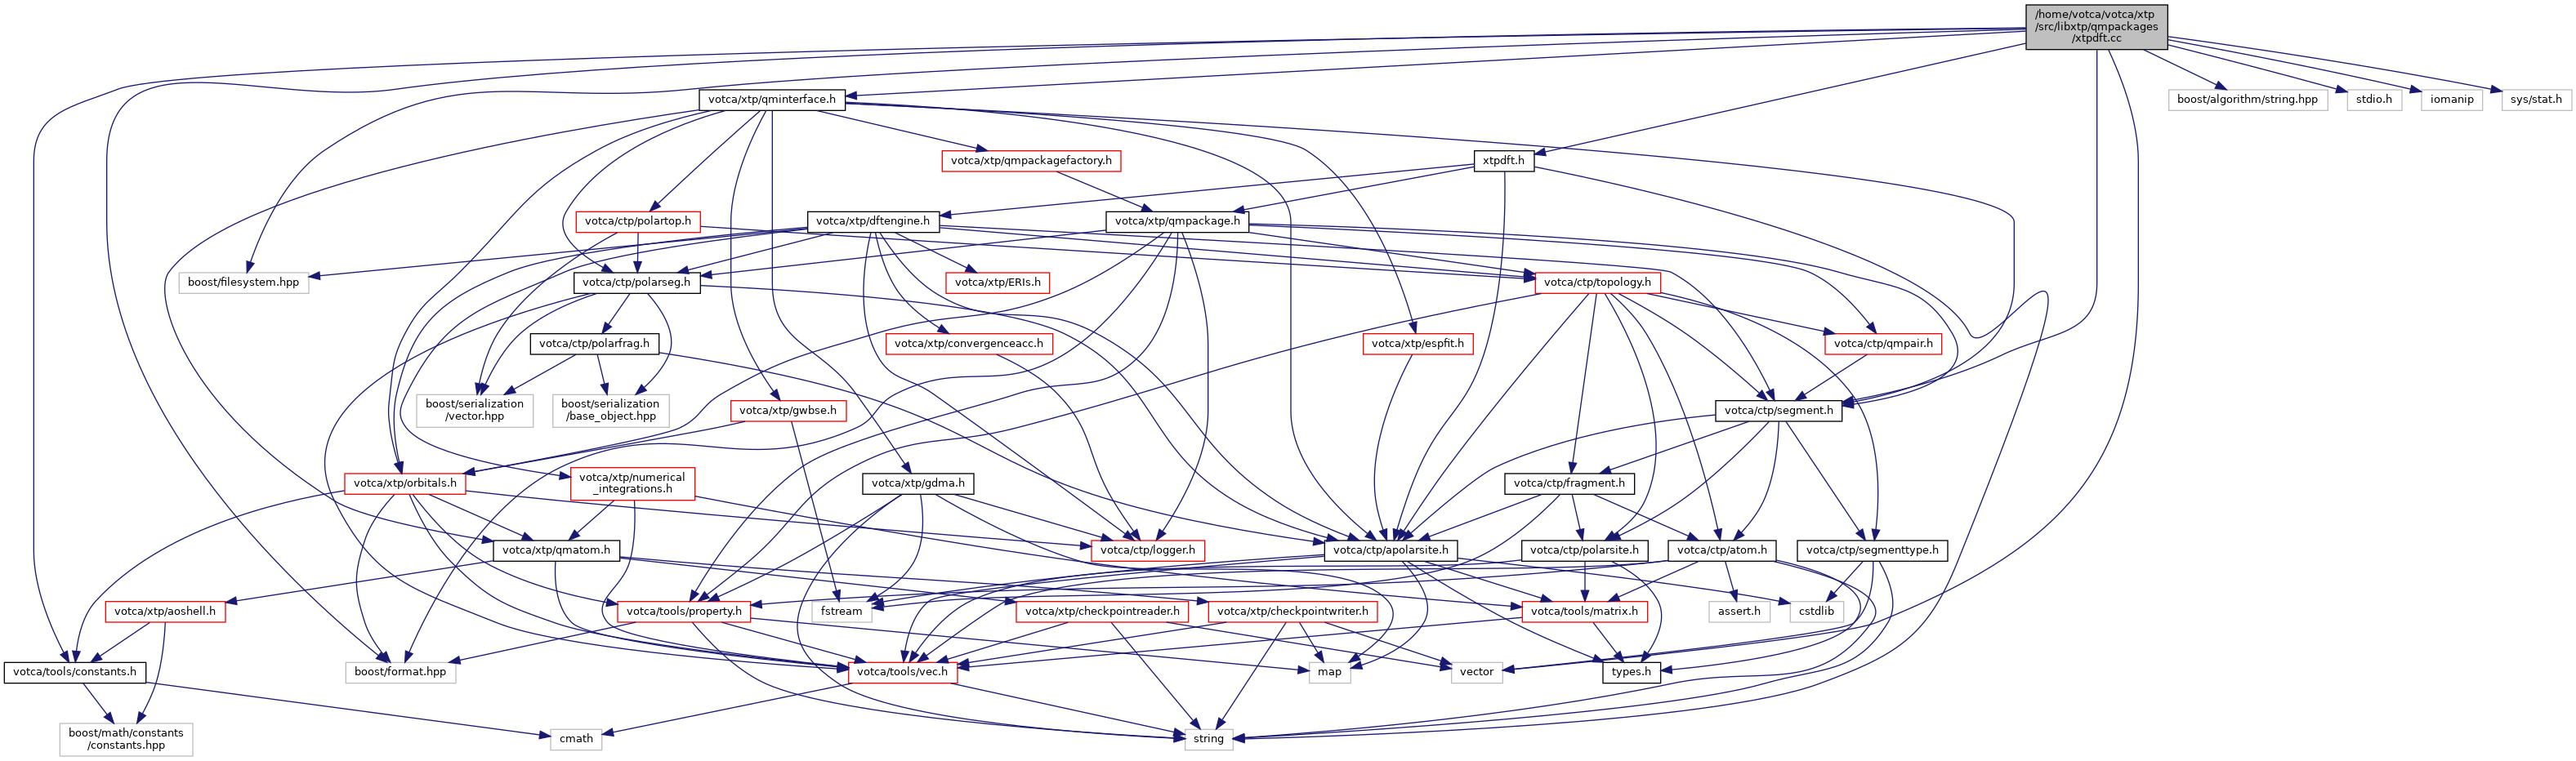 /home/votca/votca/xtp
/src/libxtp/qmpackages
/xtpdft.cc
votca/xtp/qminterface.h
boost/algorithm/string.hpp
stdio.h
iomanip
sys/stat.h
votca/xtp/qmpackagefactory.h
xtpdft.h
votca/ctp/polartop.h
votca/xtp/dftengine.h
votca/xtp/qmpackage.h
boost/filesystem.hpp
votca/ctp/polarseg.h
votca/xtp/ERIs.h
votca/ctp/topology.h
votca/ctp/polarfrag.h
votca/xtp/convergenceacc.h
votca/xtp/espfit.h
votca/ctp/qmpair.h
boost/serialization
/vector.hpp
boost/serialization
/base_object.hpp
votca/xtp/gwbse.h
votca/ctp/segment.h
votca/xtp/orbitals.h
votca/xtp/numerical
_integrations.h
votca/xtp/gdma.h
votca/ctp/fragment.h
votca/xtp/qmatom.h
votca/ctp/logger.h
votca/ctp/apolarsite.h
votca/ctp/polarsite.h
votca/ctp/atom.h
votca/ctp/segmenttype.h
votca/xtp/aoshell.h
votca/tools/property.h
fstream
votca/xtp/checkpointreader.h
votca/xtp/checkpointwriter.h
votca/tools/matrix.h
assert.h
cstdlib
votca/tools/constants.h
boost/format.hpp
votca/tools/vec.h
map
vector
types.h
boost/math/constants
/constants.hpp
cmath
string